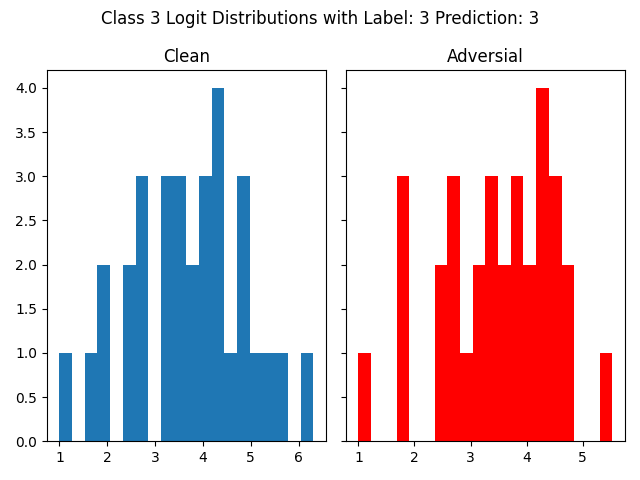 Class 3 Logit Distributions with Label: 3 Prediction: 3
Clean
Adversial
4.0
3.5
3.0
2.5
2.0
1.5
1.0
0.5
0.0
1 2 3 4 5 6
1 2 3 4 5